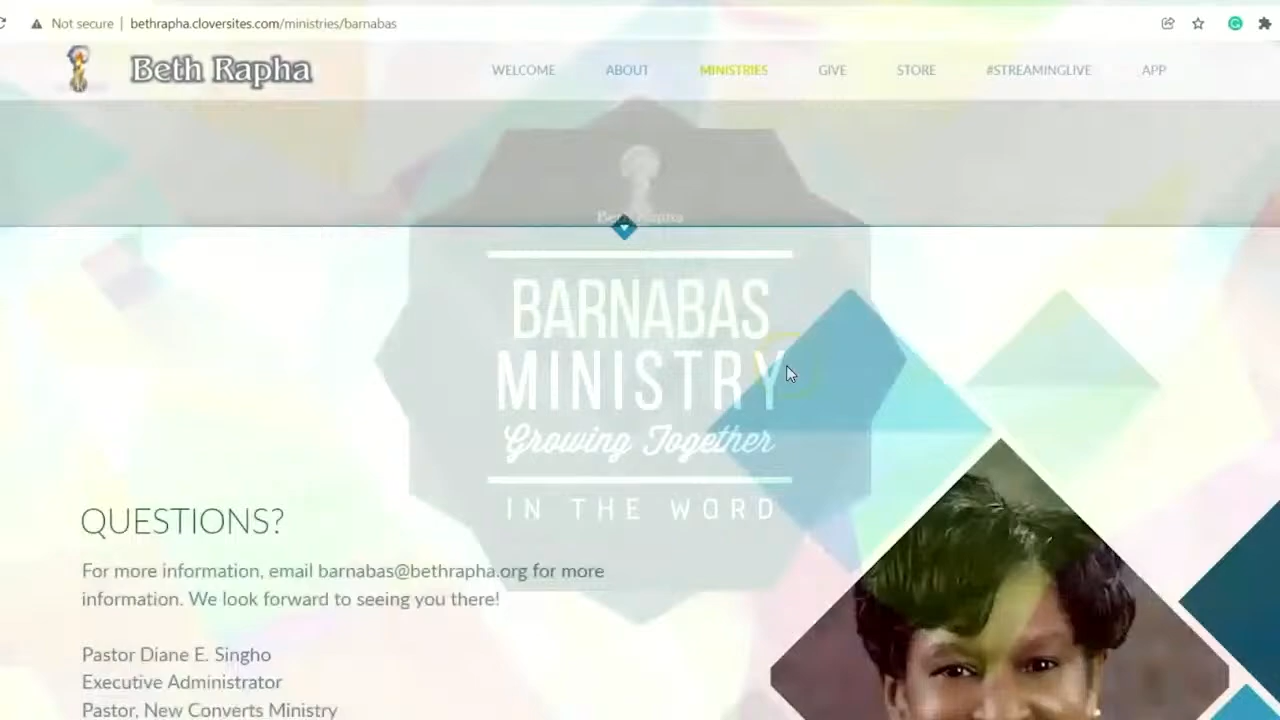 Not secure | bethrapha.cloversites.com/ministries/barnabas
Beth Rapha
WELCOME ABOUT MINISTRIES GIVE STORE #STREAMINGLIVE APP
Beth Rapha
BARNABAS
MINISTRY
Growing Together
IN THE WORD
QUESTIONS?
For more information, email barnabas@bethrapha.org for more
information. We look forward to seeing you there!
Pastor Diane E. Singho
Executive Administrator
Pastor, New Converts Ministry